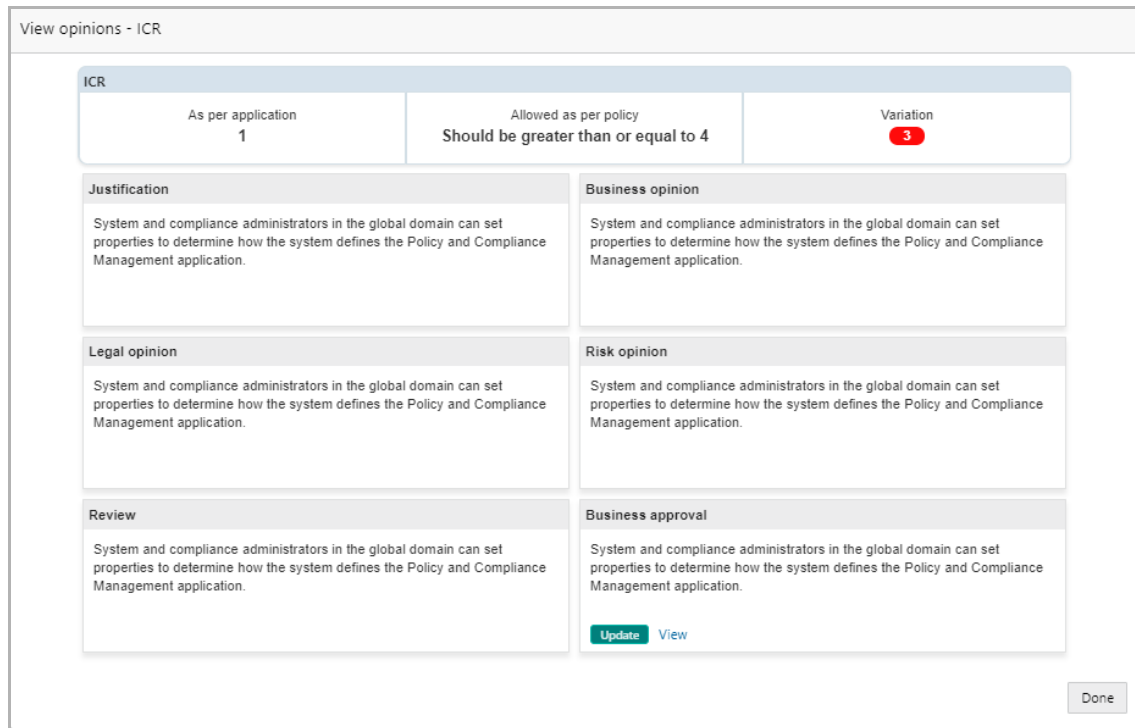 View opinions - ICR
ICR
As per application
1
Allowed as per policy
Should be greater than or equal to 4
Variation
3
Justification
System and compliance administrators in the global domain can set
properties to determine how the system defines the Policy and Compliance
Management application.
Business opinion
System and compliance administrators in the global domain can set
properties to determine how the system defines the Policy and Compliance
Management application.
Legal opinion
System and compliance administrators in the global domain can set
properties to determine how the system defines the Policy and Compliance
Management application.
Risk opinion
System and compliance administrators in the global domain can set
properties to determine how the system defines the Policy and Compliance
Management application.
Review
System and compliance administrators in the global domain can set
properties to determine how the system defines the Policy and Compliance
Management application.
Business approval
System and compliance administrators in the global domain can set
properties to determine how the system defines the Policy and Compliance
Management application.
Update View
Done